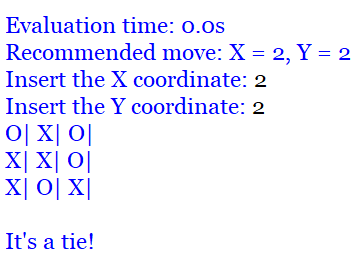 Evaluation time: 0.0s
Recommended move: X = 2, Y = 2
Insert the X coordinate: 2
Insert the Y coordinate: 2
O| X| O|
X| X| O|
X| O| X|
It's a tie!